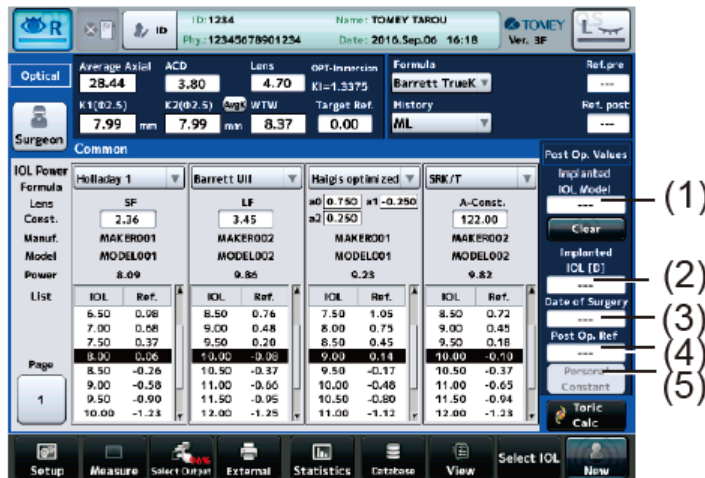 R
ID
ID: 1234 Name: TOMEY TAROU
Phy.: 12345678901234 Date: 2016.Sep.06 16:18
TOMEY
Ver. 3F
L
Optical
Average Axial ACD Lens OPT-Immersion Formula Ref.pre
28.44 3.80 4.70 KI=1.3375 Barrett TrueK ---
K1(Φ2.5) K2(Φ2.5) AvgK WTW Target Ref. History Ref. post
7.99 mm 7.99 mm 8.37 0.00 ML ---
Surgeon
Common
Post Op. Values
IOL Power Formula
Holladay 1 Barrett UII Haigis optimized SRK/T
Implanted IOL Model
--- (1)
Clear
Lens Const.
SF LF a0 0.750 a1 -0.250 A-Const.
2.36 3.45 a2 0.250 122.00
Manuf. MAKER001 MAKER002 MAKER001 MAKER002
Model MODEL001 MODEL002 MODEL001 MODEL002
Power 8.09 9.86 9.23 9.82
Implanted IOL [D]
--- (2)
Date of Surgery
--- (3)
Post Op. Ref
--- (4)
Persona Constant (5)
Toric Calc
List IOL Ref. IOL Ref. IOL Ref. IOL Ref.
6.50 0.98 8.50 0.76 7.50 1.05 8.50 0.72
7.00 0.68 9.00 0.48 8.00 0.75 9.00 0.45
7.50 0.37 9.50 0.20 8.50 0.45 9.50 0.18
8.00 0.06 10.00 -0.08 9.00 0.14 10.00 -0.10
8.50 -0.26 10.50 -0.37 9.50 -0.17 10.50 -0.37
9.00 -0.58 11.00 -0.66 10.00 -0.48 11.00 -0.65
9.50 -0.90 11.50 -0.95 10.50 -0.80 11.50 -0.94
10.00 -1.23 12.00 -1.25 11.00 -1.12 12.00 -1.23
Page
1
Setup Measure Select Output External Statistics Database View Select IOL New